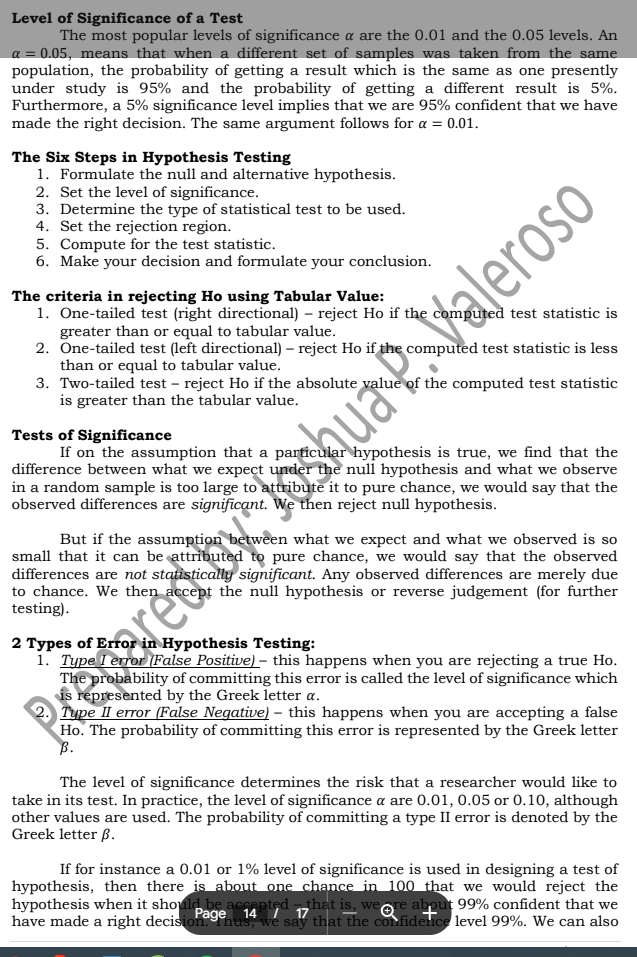 Level of Significance of a Test
The most popular levels of significance α are the 0.01 and the 0.05 levels. An
α = 0.05, means that when a different set of samples was taken from the same
population, the probability of getting a result which is the same as one presently
under study is 95% and the probability of getting a different result is 5%.
Furthermore, a 5% significance level implies that we are 95% confident that we have
made the right decision. The same argument follows for α = 0.01.
The Six Steps in Hypothesis Testing
1. Formulate the null and alternative hypothesis.
2. Set the level of significance.
3. Determine the type of statistical test to be used.
4. Set the rejection region.
5. Compute for the test statistic.
6. Make your decision and formulate your conclusion.
The criteria in rejecting Ho using Tabular Value:
1. One-tailed test (right directional) – reject Ho if the computed test statistic is
greater than or equal to tabular value.
2. One-tailed test (left directional) – reject Ho if the computed test statistic is less
than or equal to tabular value.
3. Two-tailed test – reject Ho if the absolute value of the computed test statistic
is greater than the tabular value.
Tests of Significance
If on the assumption that a particular hypothesis is true, we find that the
difference between what we expect under the null hypothesis and what we observe
in a random sample is too large to attribute it to pure chance, we would say that the
observed differences are significant. We then reject null hypothesis.
But if the assumption between what we expect and what we observed is so
small that it can be attributed to pure chance, we would say that the observed
differences are not statistically significant. Any observed differences are merely due
to chance. We then accept the null hypothesis or reverse judgement (for further
testing).
2 Types of Error in Hypothesis Testing:
1. Type I error (False Positive) – this happens when you are rejecting a true Ho.
The probability of committing this error is called the level of significance which
is represented by the Greek letter α.
2. Type II error (False Negative) – this happens when you are accepting a false
Ho. The probability of committing this error is represented by the Greek letter
β.
The level of significance determines the risk that a researcher would like to
take in its test. In practice, the level of significance α are 0.01, 0.05 or 0.10, although
other values are used. The probability of committing a type II error is denoted by the
Greek letter β.
If for instance a 0.01 or 1% level of significance is used in designing a test of
hypothesis, then there is about one chance in 100 that we would reject the
hypothesis when it should be accepted – that is, we are about 99% confident that we
have made a right decision. Thus, we say that the confidence level 99%. We can also
Page 14 / 17
Prepared by: Joshua P. Valeroso